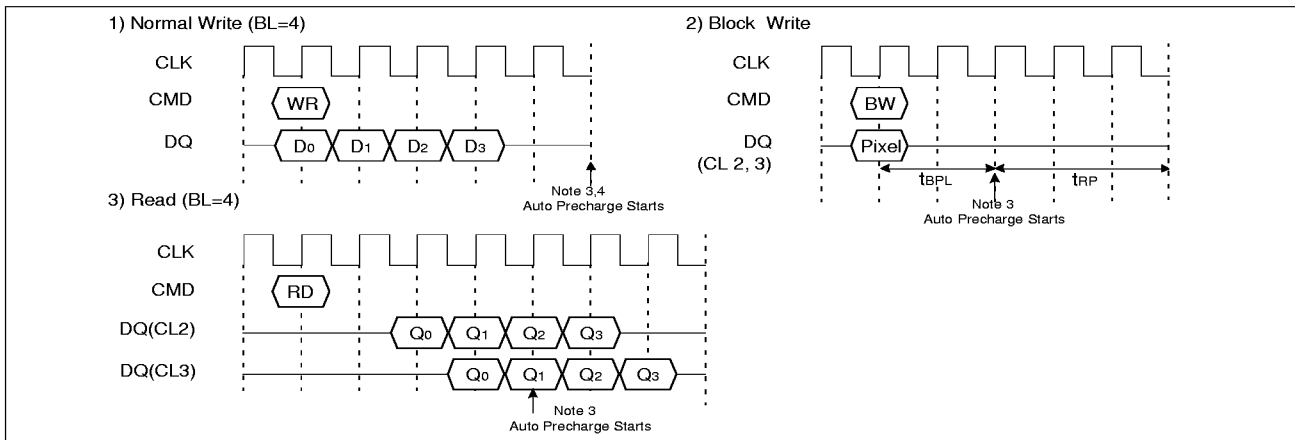 1) Normal Write (BL=4)
CLK
CMD
WR
DQ
D0 D1 D2 D3
Note 3,4
Auto Precharge Starts
2) Block Write
CLK
CMD
BW
DQ
(CL 2, 3)
Pixel
tBPL
tRP
Note 3
Auto Precharge Starts
3) Read (BL=4)
CLK
CMD
RD
DQ(CL2)
Q0 Q1 Q2 Q3
DQ(CL3)
Q0 Q1 Q2 Q3
Note 3
Auto Precharge Starts